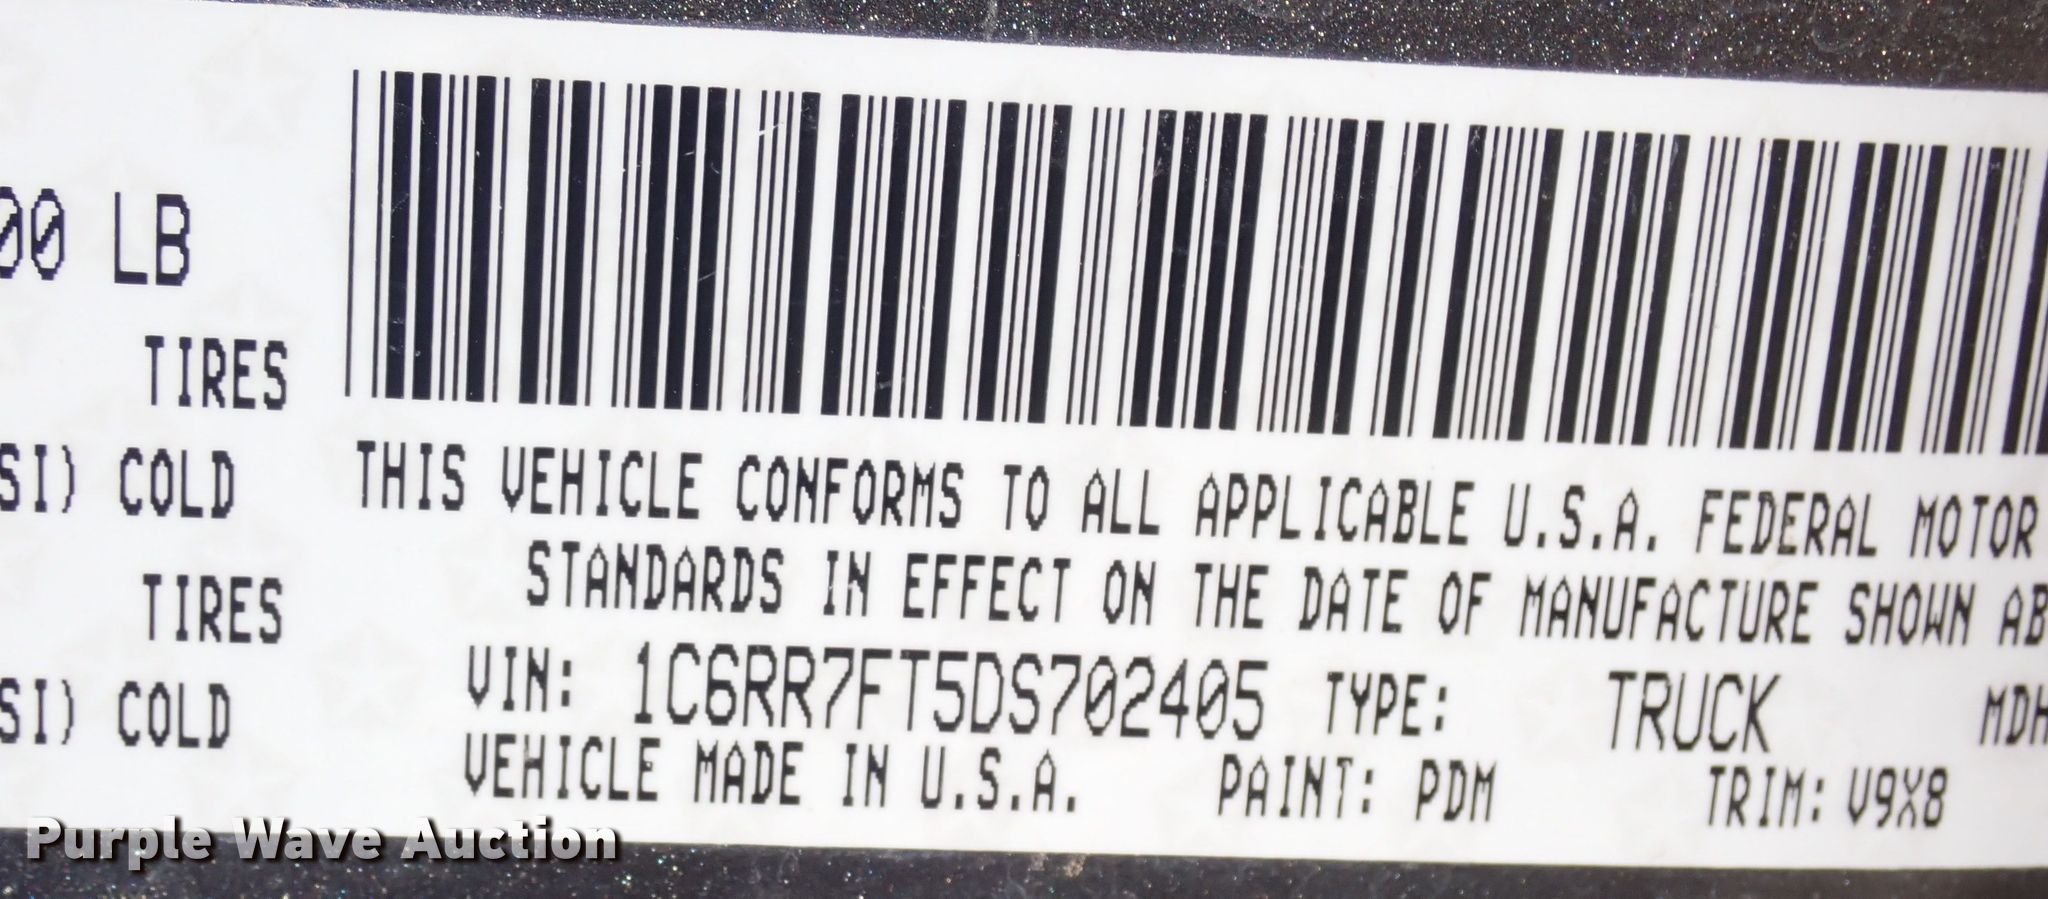 00 LB
TIRES
SI) COLD
TIRES
SI) COLD
THIS VEHICLE CONFORMS TO ALL APPLICABLE U.S.A. FEDERAL MOTOR
STANDARDS IN EFFECT ON THE DATE OF MANUFACTURE SHOWN AB
VIN: 1C6RR7FT5DS702405 TYPE: TRUCK MDH
VEHICLE MADE IN U.S.A. PAINT: PDM TRIM: V9X8
Purple Wave Auction